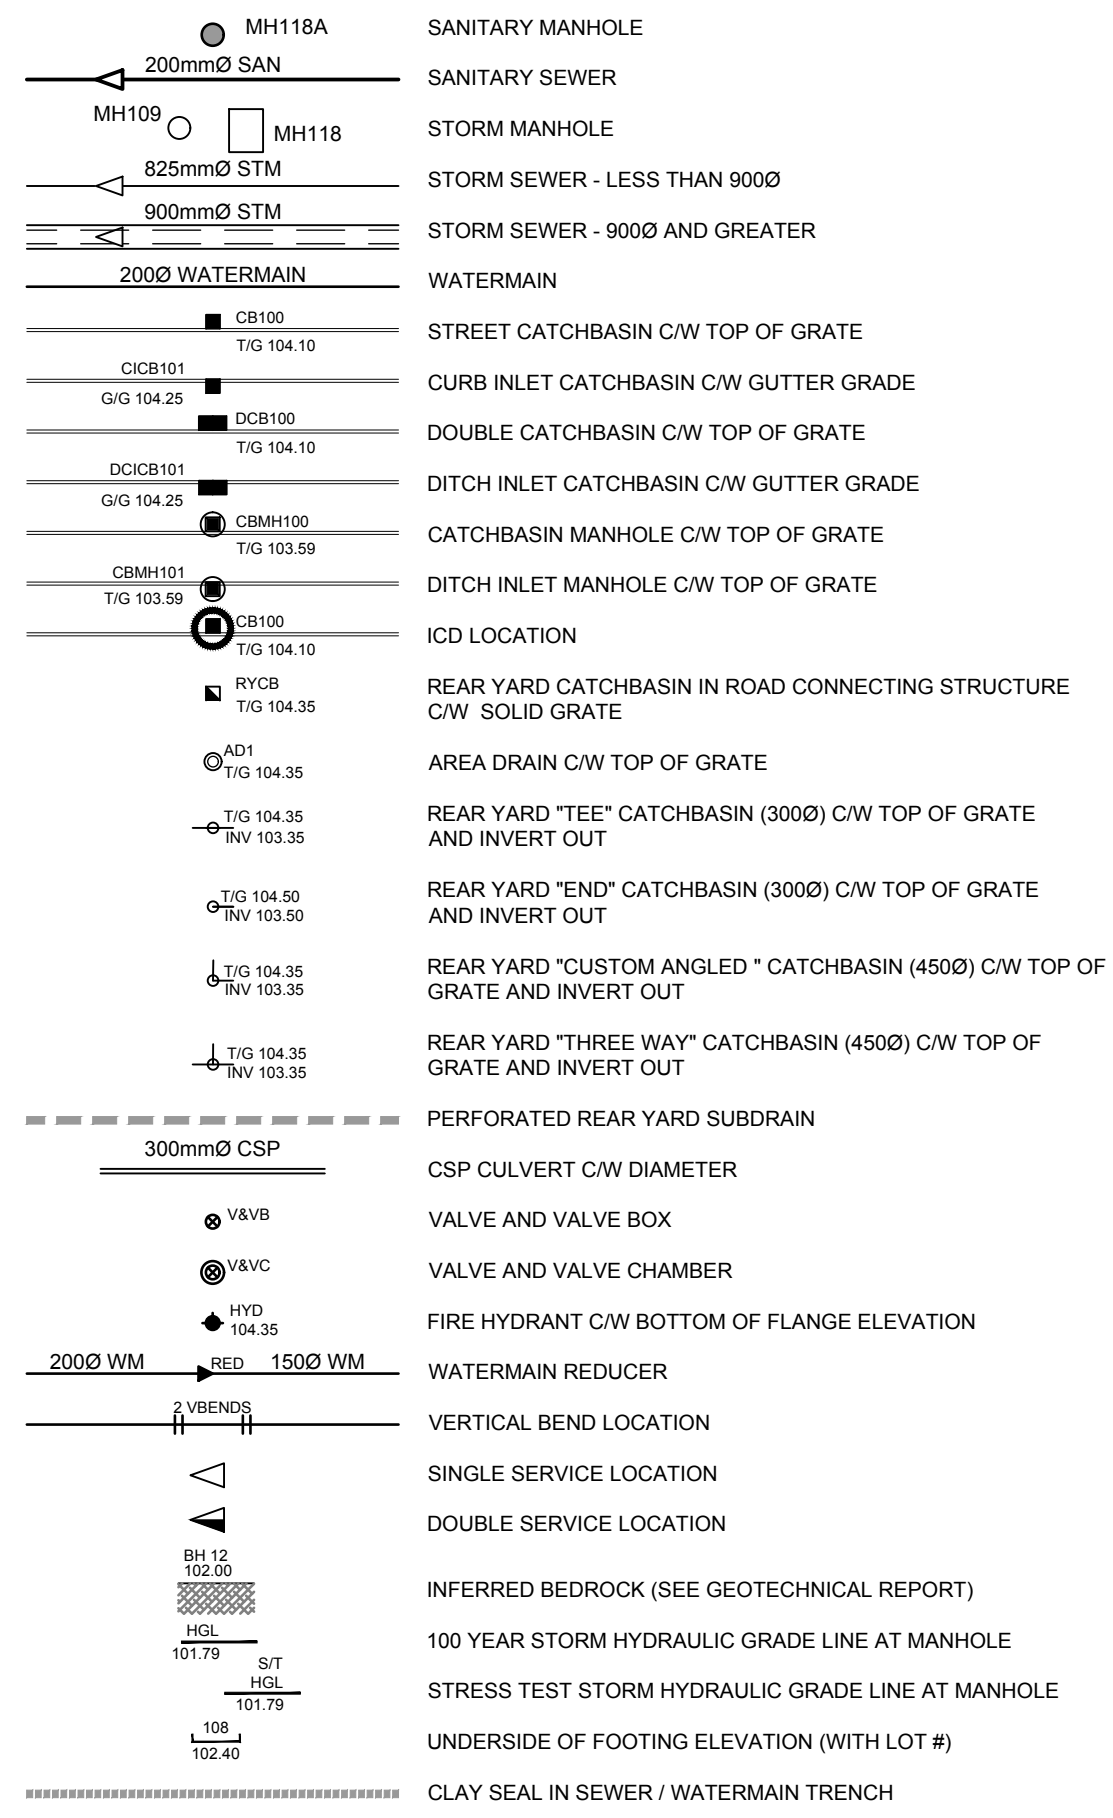 MH118A SANITARY MANHOLE
200mmØ SAN SANITARY SEWER
MH109 MH118 STORM MANHOLE
825mmØ STM STORM SEWER - LESS THAN 900Ø
900mmØ STM STORM SEWER - 900Ø AND GREATER
200Ø WATERMAIN WATERMAIN
CB100
T/G 104.10
STREET CATCHBASIN C/W TOP OF GRATE
CICB101
G/G 104.25
CURB INLET CATCHBASIN C/W GUTTER GRADE
DCB100
T/G 104.10
DOUBLE CATCHBASIN C/W TOP OF GRATE
DCICB101
G/G 104.25
DITCH INLET CATCHBASIN C/W GUTTER GRADE
CBMH100
T/G 103.59
CATCHBASIN MANHOLE C/W TOP OF GRATE
CBMH101
T/G 103.59
DITCH INLET MANHOLE C/W TOP OF GRATE
CB100
T/G 104.10
ICD LOCATION
RYCB
T/G 104.35
REAR YARD CATCHBASIN IN ROAD CONNECTING STRUCTURE
C/W SOLID GRATE
AD1
T/G 104.35
AREA DRAIN C/W TOP OF GRATE
T/G 104.35
INV 103.35
REAR YARD "TEE" CATCHBASIN (300Ø) C/W TOP OF GRATE
AND INVERT OUT
T/G 104.50
INV 103.50
REAR YARD "END" CATCHBASIN (300Ø) C/W TOP OF GRATE
AND INVERT OUT
T/G 104.35
INV 103.35
REAR YARD "CUSTOM ANGLED " CATCHBASIN (450Ø) C/W TOP OF
GRATE AND INVERT OUT
T/G 104.35
INV 103.35
REAR YARD "THREE WAY" CATCHBASIN (450Ø) C/W TOP OF
GRATE AND INVERT OUT
PERFORATED REAR YARD SUBDRAIN
300mmØ CSP CSP CULVERT C/W DIAMETER
V&VB VALVE AND VALVE BOX
V&VC VALVE AND VALVE CHAMBER
HYD
104.35
FIRE HYDRANT C/W BOTTOM OF FLANGE ELEVATION
200Ø WM RED 150Ø WM WATERMAIN REDUCER
2 VBENDS VERTICAL BEND LOCATION
SINGLE SERVICE LOCATION
DOUBLE SERVICE LOCATION
BH 12
102.00
INFERRED BEDROCK (SEE GEOTECHNICAL REPORT)
HGL
101.79
100 YEAR STORM HYDRAULIC GRADE LINE AT MANHOLE
S/T
HGL
101.79
STRESS TEST STORM HYDRAULIC GRADE LINE AT MANHOLE
108
102.40
UNDERSIDE OF FOOTING ELEVATION (WITH LOT #)
CLAY SEAL IN SEWER / WATERMAIN TRENCH